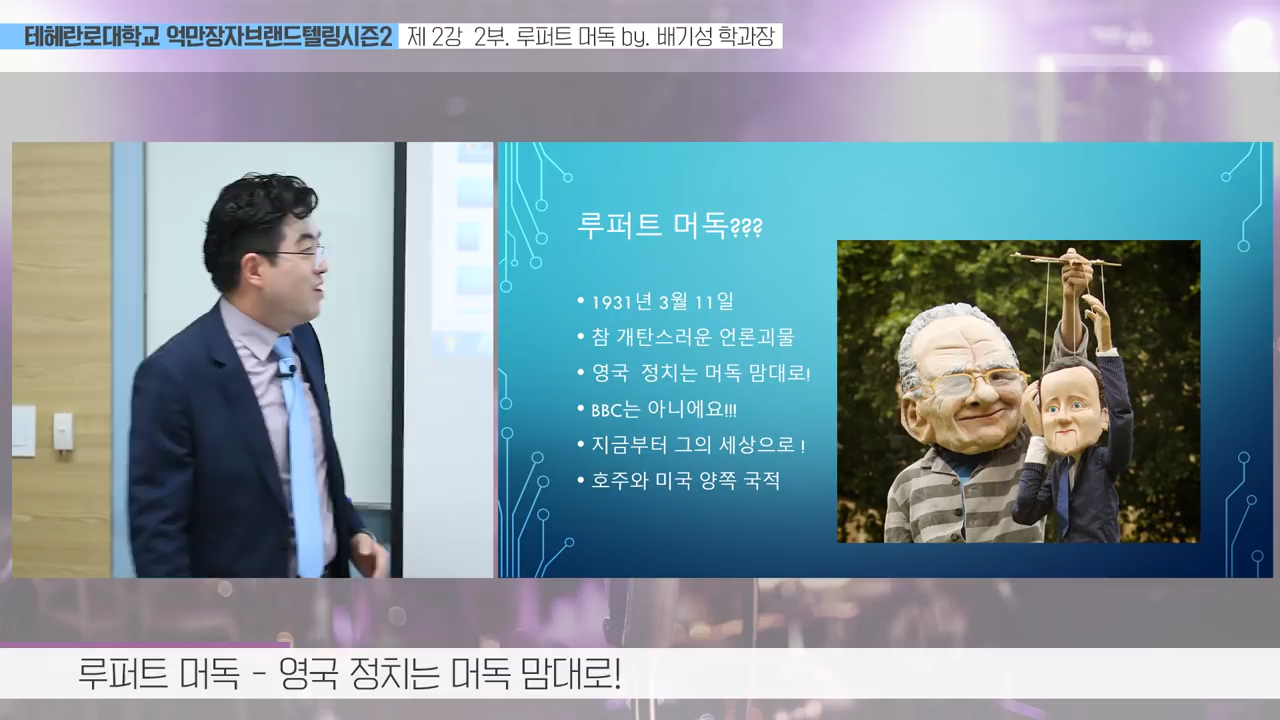 테헤란로대학교 억만장자브랜드텔링시즌2 제 2강 2부. 루퍼트 머독 by. 배기성 학과장
루퍼트 머독???
• 1931년 3월 11일
• 참 개탄스러운 언론괴물
• 영국 정치는 머독 맘대로!
• BBC는 아니에요!!!
• 지금부터 그의 세상으로 !
• 호주와 미국 양쪽 국적
루퍼트 머독 - 영국 정치는 머독 맘대로!